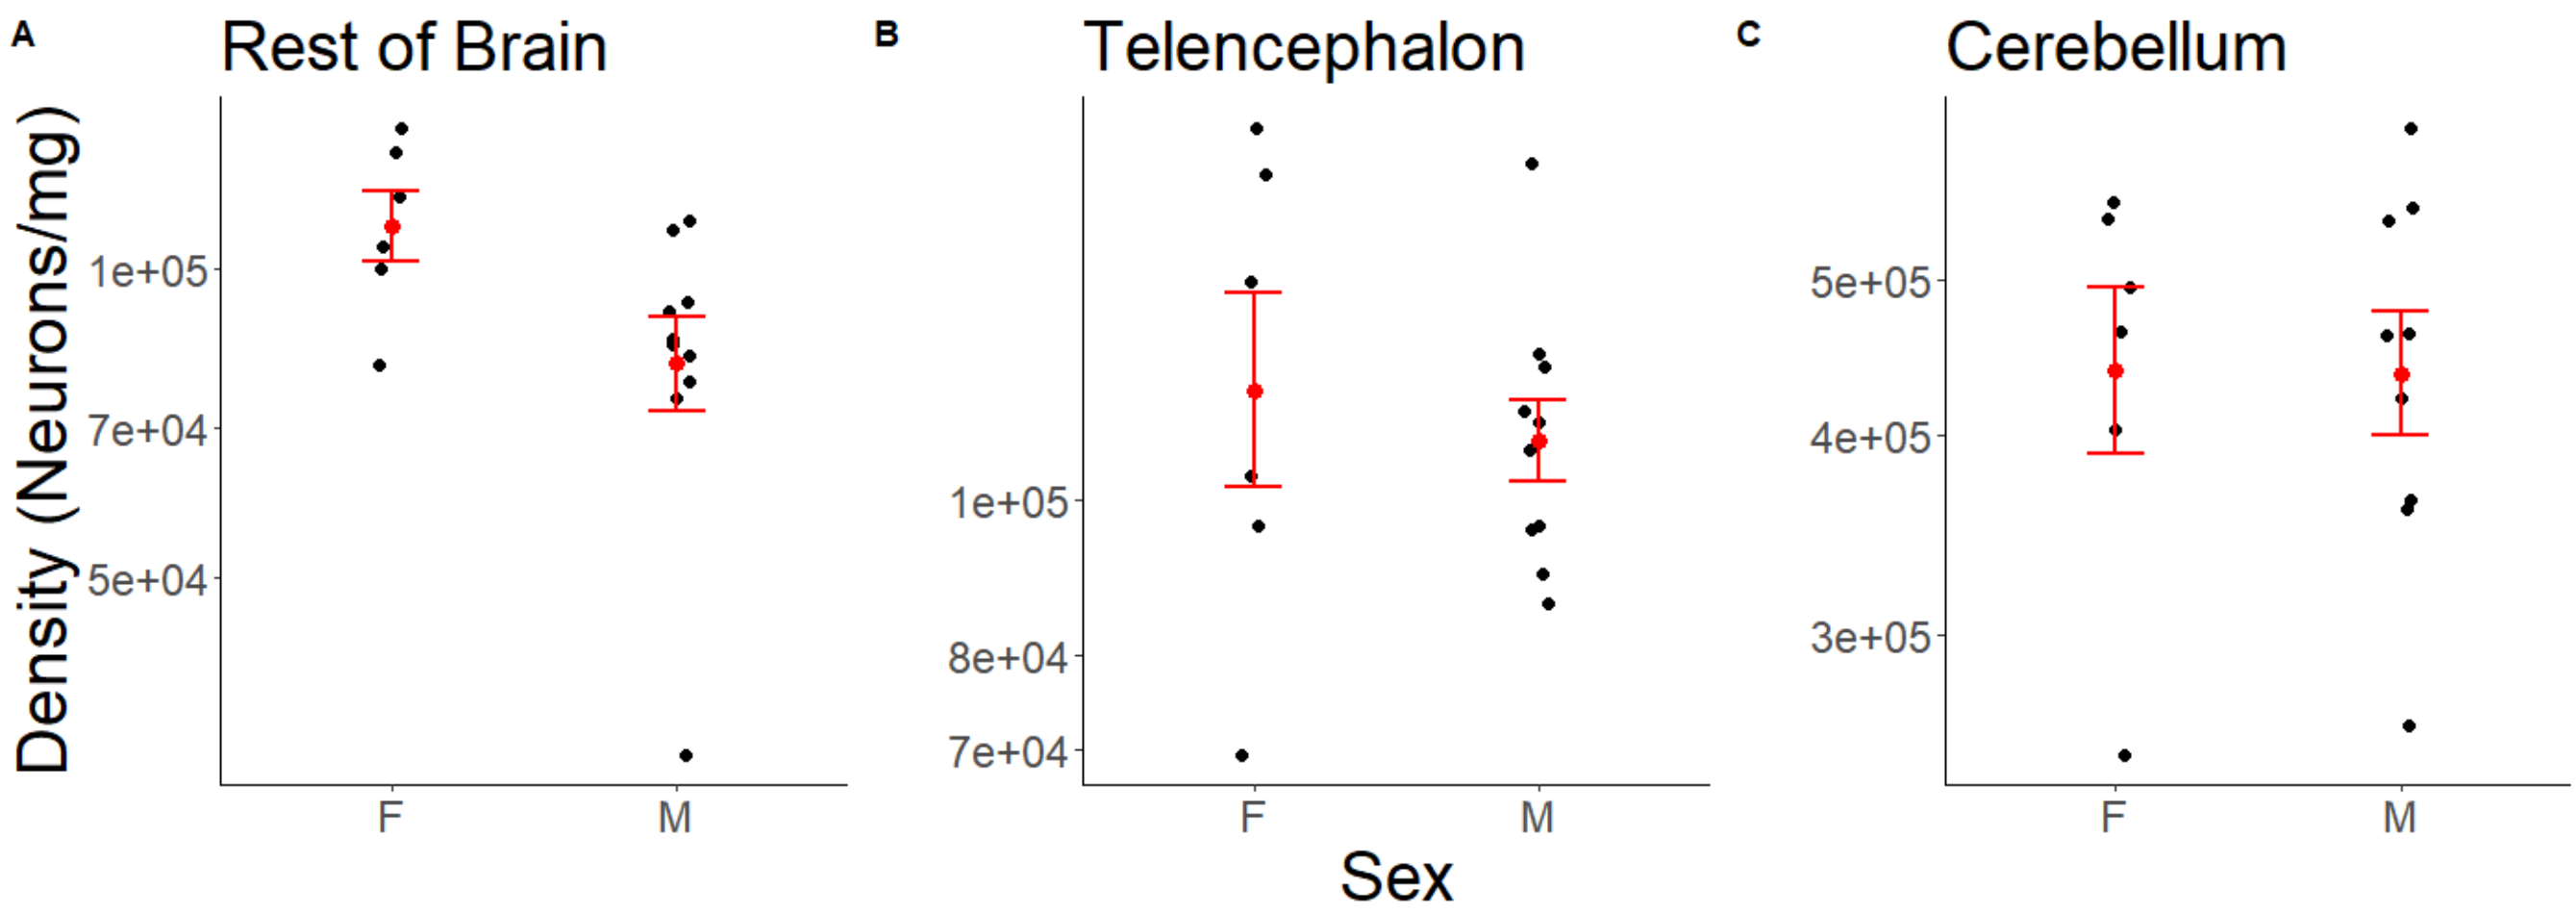 A Rest of Brain
B Telencephalon
C Cerebellum
Density (Neurons/mg)
1e+05
7e+04
5e+04
F M
1e+05
8e+04
7e+04
F M
5e+05
4e+05
3e+05
F M
Sex